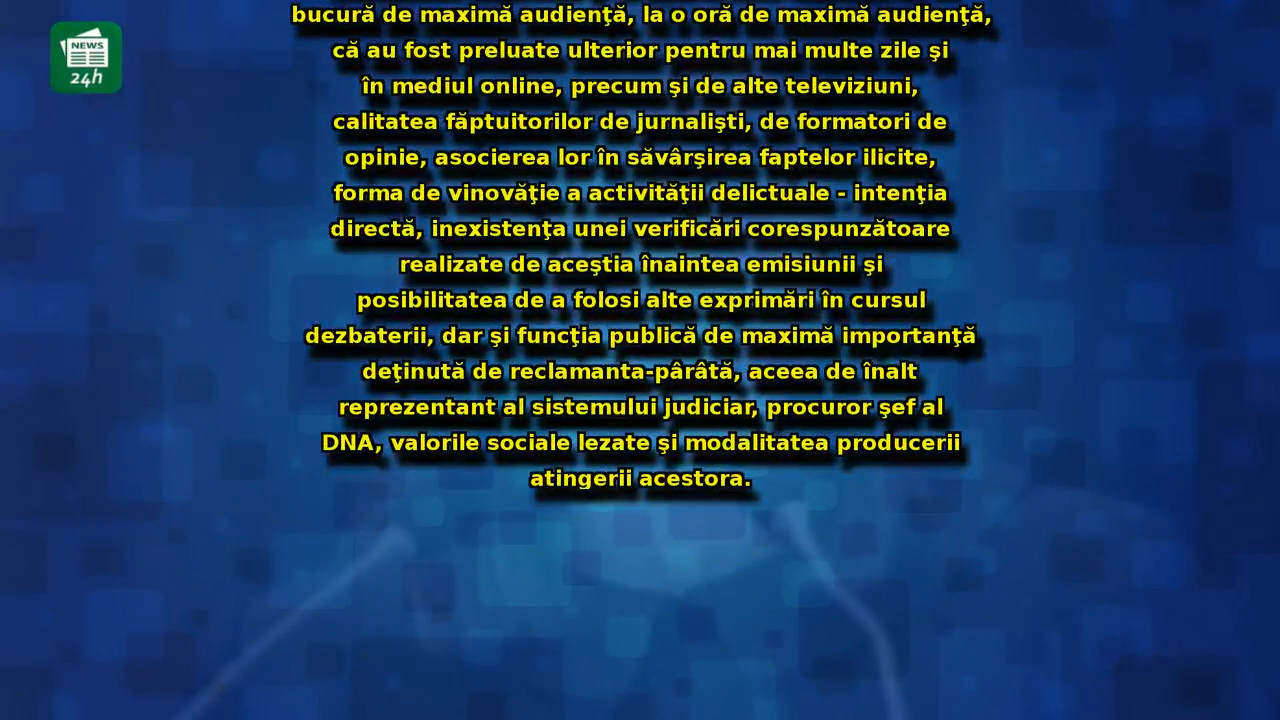 bucură de maximă audienţă, la o oră de maximă audienţă,
că au fost preluate ulterior pentru mai multe zile şi
în mediul online, precum şi de alte televiziuni,
calitatea făptuitorilor de jurnalişti, de formatori de
opinie, asocierea lor în săvârşirea faptelor ilicite,
forma de vinovăţie a activităţii delictuale - intenţia
directă, inexistenţa unei verificări corespunzătoare
realizate de aceştia înaintea emisiunii şi
posibilitatea de a folosi alte exprimări în cursul
dezbaterii, dar şi funcţia publică de maximă importanţă
deţinută de reclamanta-pârâtă, aceea de înalt
reprezentant al sistemului judiciar, procuror şef al
DNA, valorile sociale lezate şi modalitatea producerii
atingerii acestora.
NEWS
24h